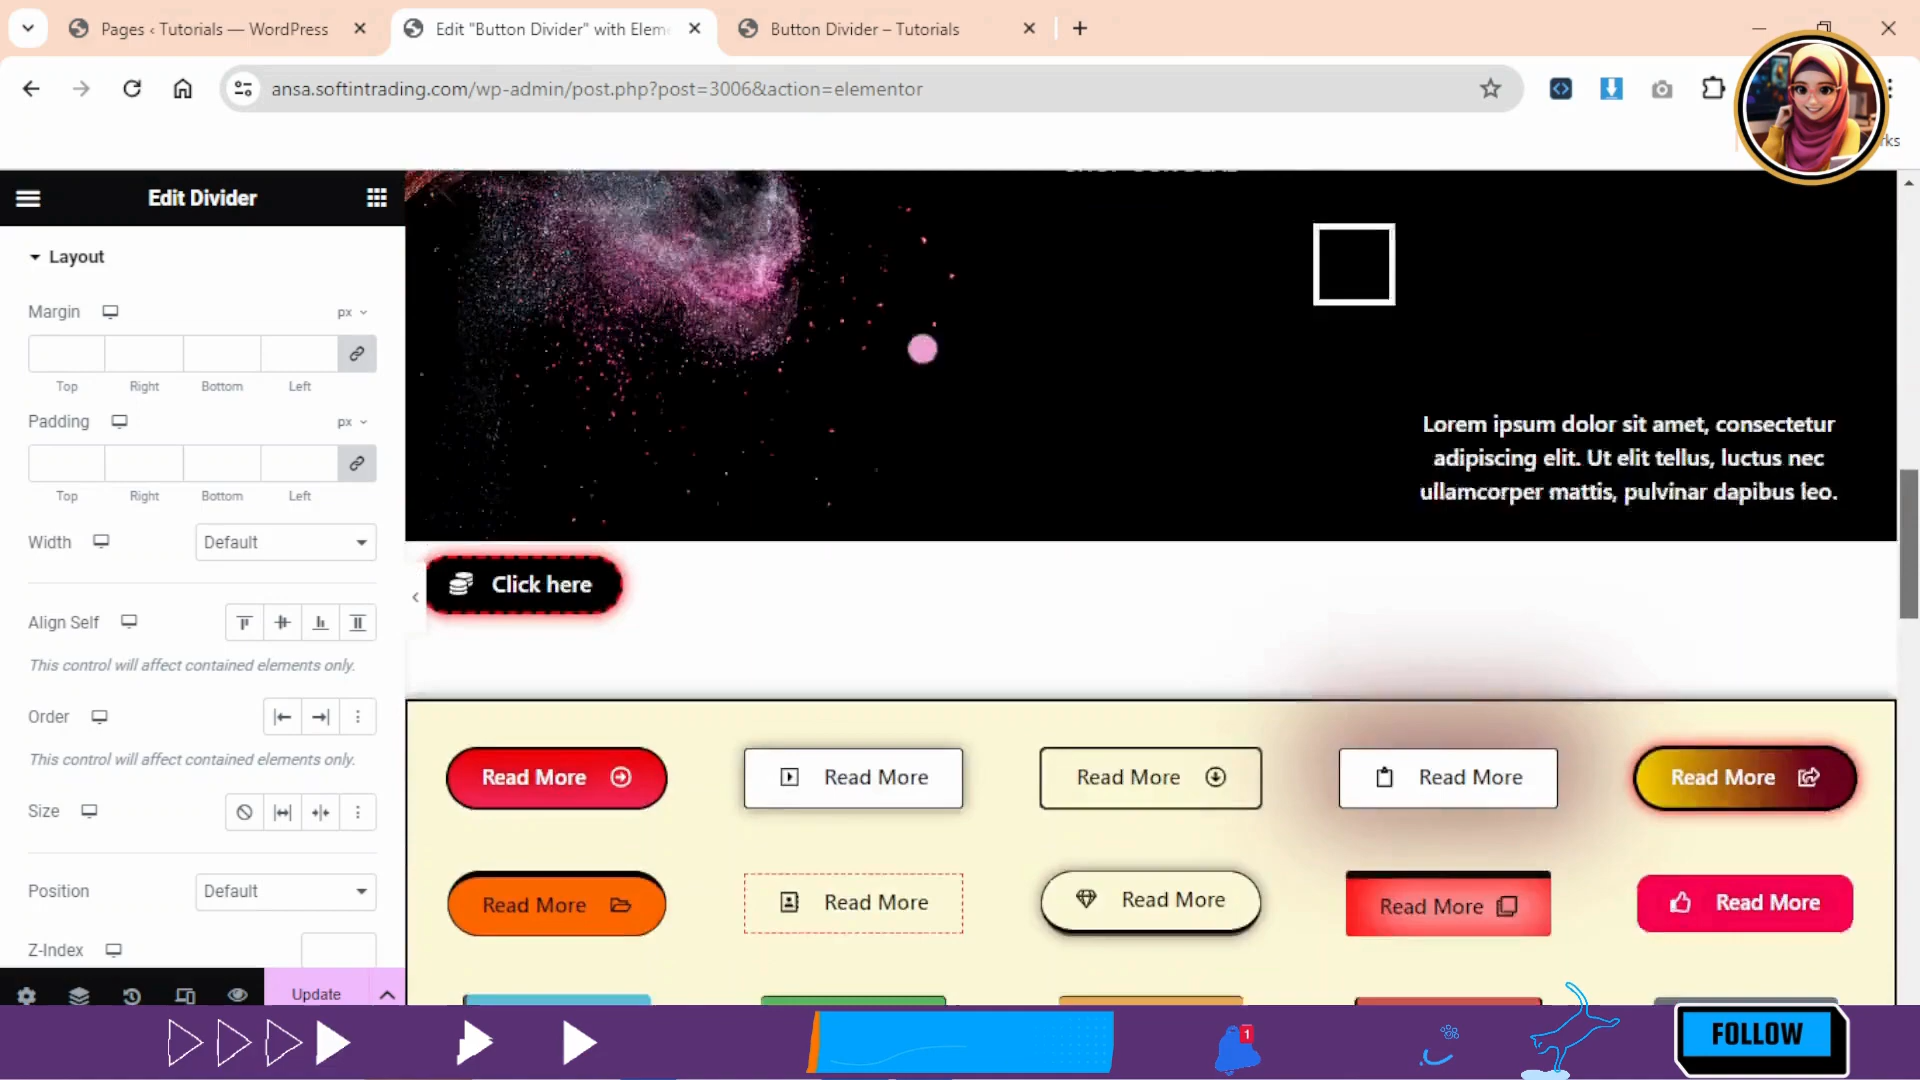 Pages ‹ Tutorials — WordPress
Edit "Button Divider" with Elem
Button Divider – Tutorials
ansa.softintrading.com/wp-admin/post.php?post=3006&action=elementor
Edit Divider
Layout
Margin
px
Top Right Bottom Left
Padding
px
Top Right Bottom Left
Width
Default
Align Self
This control will affect contained elements only.
Order
This control will affect contained elements only.
Size
Position
Default
Z-Index
Update
Lorem ipsum dolor sit amet, consectetur
adipiscing elit. Ut elit tellus, luctus nec
ullamcorper mattis, pulvinar dapibus leo.
Click here
Read More
Read More
Read More
Read More
Read More
Read More
Read More
Read More
Read More
Read More
1
FOLLOW